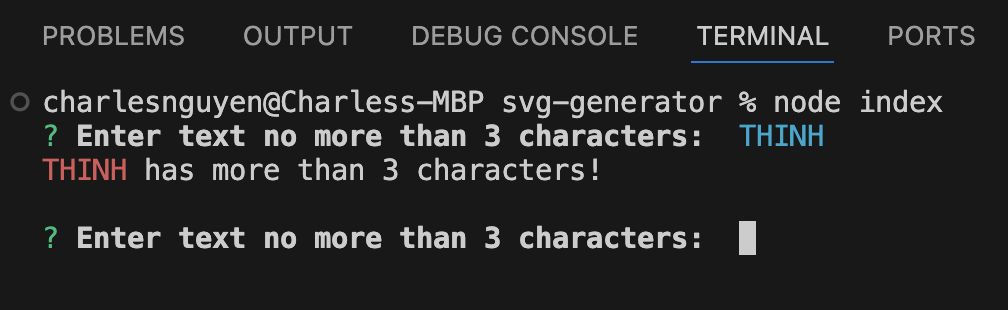 PROBLEMS OUTPUT DEBUG CONSOLE TERMINAL PORTS
charlesnguyen@Charless-MBP svg-generator % node index
? Enter text no more than 3 characters: THINH
THINH has more than 3 characters!
? Enter text no more than 3 characters: